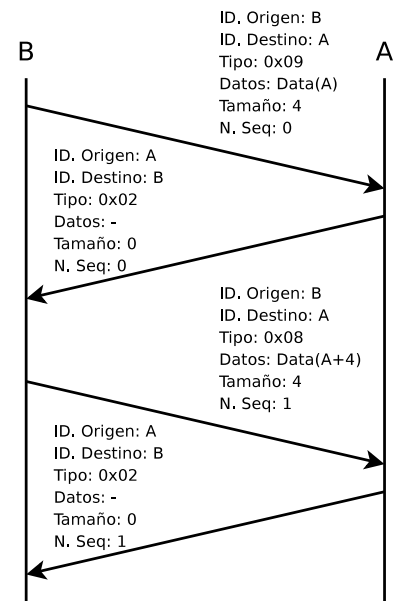 B
A
ID. Origen: B
ID. Destino: A
Tipo: 0x09
Datos: Data(A)
Tamaño: 4
N. Seq: 0
ID. Origen: A
ID. Destino: B
Tipo: 0x02
Datos: -
Tamaño: 0
N. Seq: 0
ID. Origen: B
ID. Destino: A
Tipo: 0x08
Datos: Data(A+4)
Tamaño: 4
N. Seq: 1
ID. Origen: A
ID. Destino: B
Tipo: 0x02
Datos: -
Tamaño: 0
N. Seq: 1